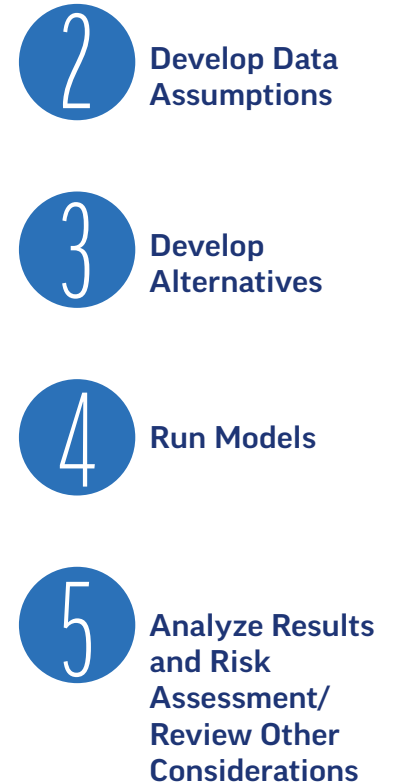 2
Develop Data
Assumptions
3
Develop
Alternatives
4
Run Models
5
Analyze Results
and Risk
Assessment/
Review Other
Considerations